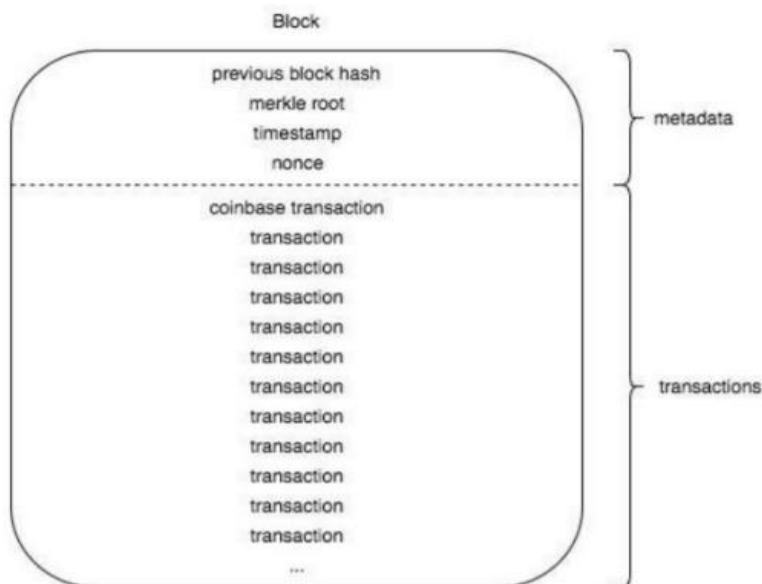 Block
previous block hash
merkle root
timestamp
nonce
metadata
coinbase transaction
transaction
transaction
transaction
transaction
transaction
transaction
transaction
transaction
transaction
transaction
transaction
...
transactions